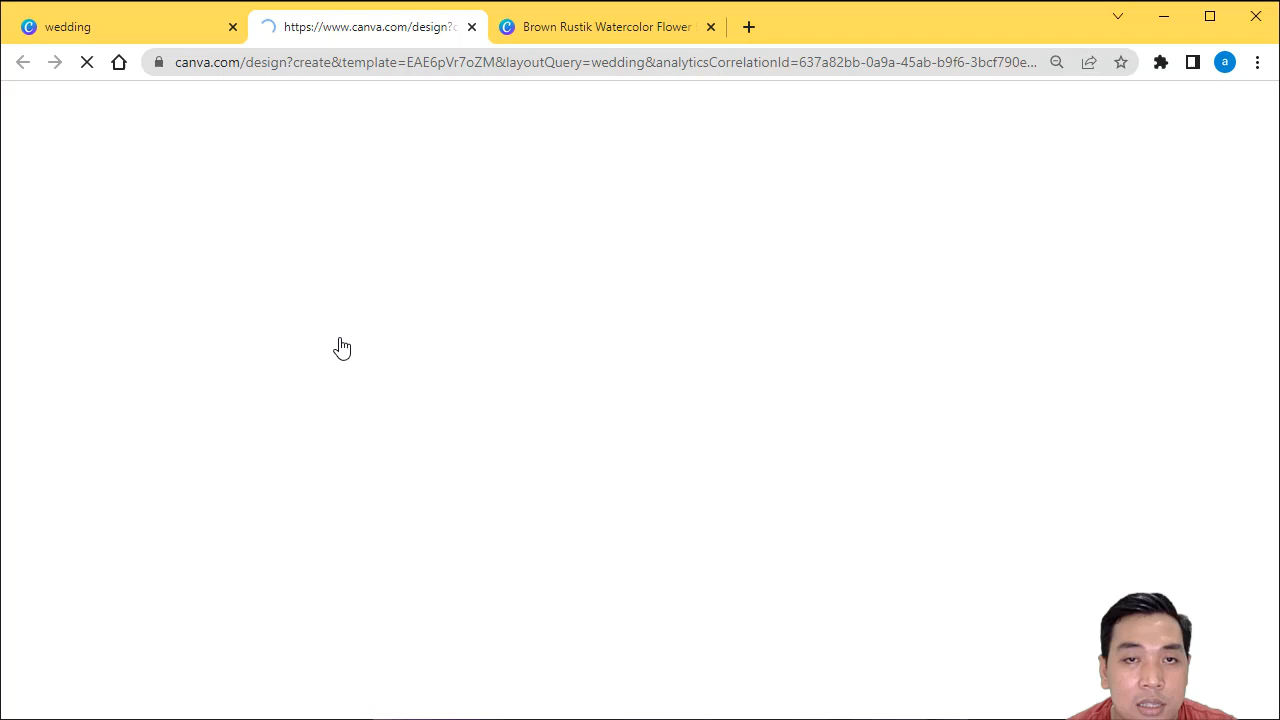 wedding
https://www.canva.com/design?c
Brown Rustik Watercolor Flower
canva.com/design?create&template=EAE6pVr7oZM&layoutQuery=wedding&analyticsCorrelationId=637a82bb-0a9a-45ab-b9f6-3bcf790e...
a